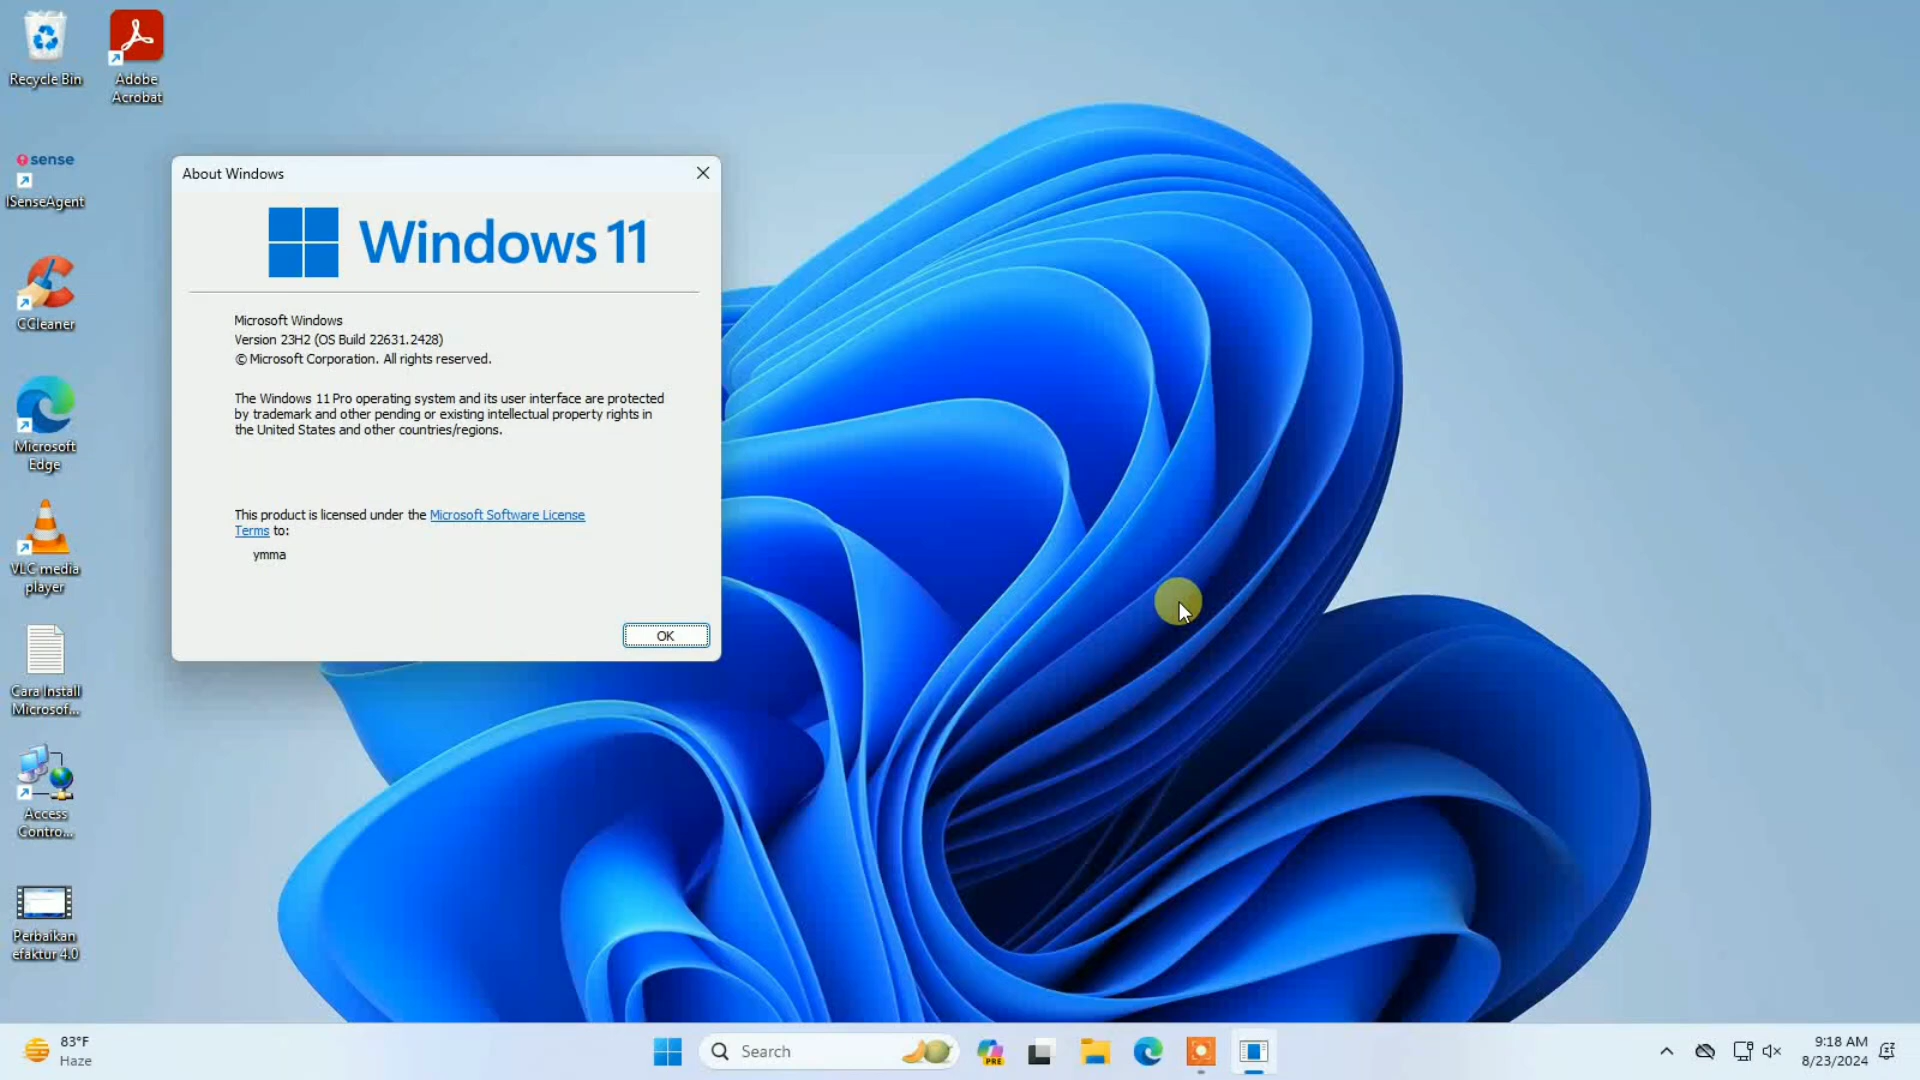 Recycle Bin
Adobe
Acrobat
sense
ISenseAgent
CCleaner
Microsoft
Edge
VLC media
player
Cara Install
Microsof...
Access
Contro...
Perbaikan
efaktur 4.0
About Windows
Windows 11
Microsoft Windows
Version 23H2 (OS Build 22631.2428)
© Microsoft Corporation. All rights reserved.
The Windows 11 Pro operating system and its user interface are protected
by trademark and other pending or existing intellectual property rights in
the United States and other countries/regions.
This product is licensed under the Microsoft Software License
Terms to:
ymma
OK
83°F
Haze
Search
PRE
9:18 AM
8/23/2024